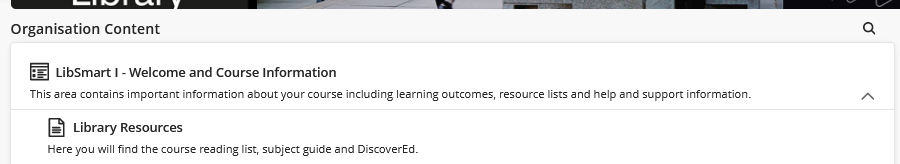 Library
Organisation Content
LibSmart I - Welcome and Course Information
This area contains important information about your course including learning outcomes, resource lists and help and support information.
Library Resources
Here you will find the course reading list, subject guide and DiscoverEd.